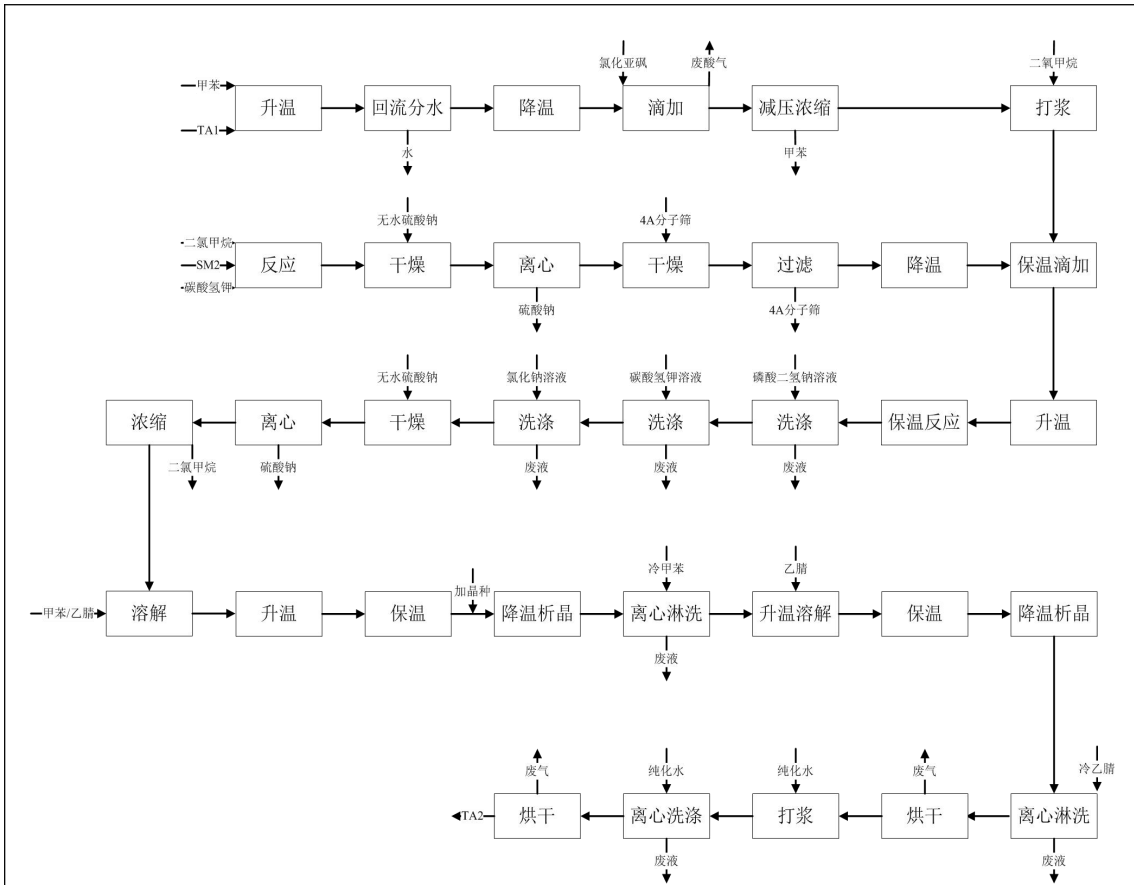 氯化亚砜
废酸气
二氧甲烷
甲苯
TA1
升温
回流分水
降温
滴加
减压浓缩
打浆
水
甲苯
无水硫酸钠
4A分子筛
二氯甲烷
SM2
碳酸氢钾
反应
干燥
离心
干燥
过滤
降温
保温滴加
硫酸钠
4A分子筛
无水硫酸钠
氯化钠溶液
碳酸氢钾溶液
磷酸二氢钠溶液
浓缩
离心
干燥
洗涤
洗涤
洗涤
保温反应
升温
二氯甲烷
硫酸钠
废液
废液
废液
加晶种
冷甲苯
乙腈
甲苯/乙腈
溶解
升温
保温
降温析晶
离心淋洗
升温溶解
保温
降温析晶
废液
废气
纯化水
纯化水
废气
冷乙腈
TA2
烘干
离心洗涤
打浆
烘干
离心淋洗
废液
废液